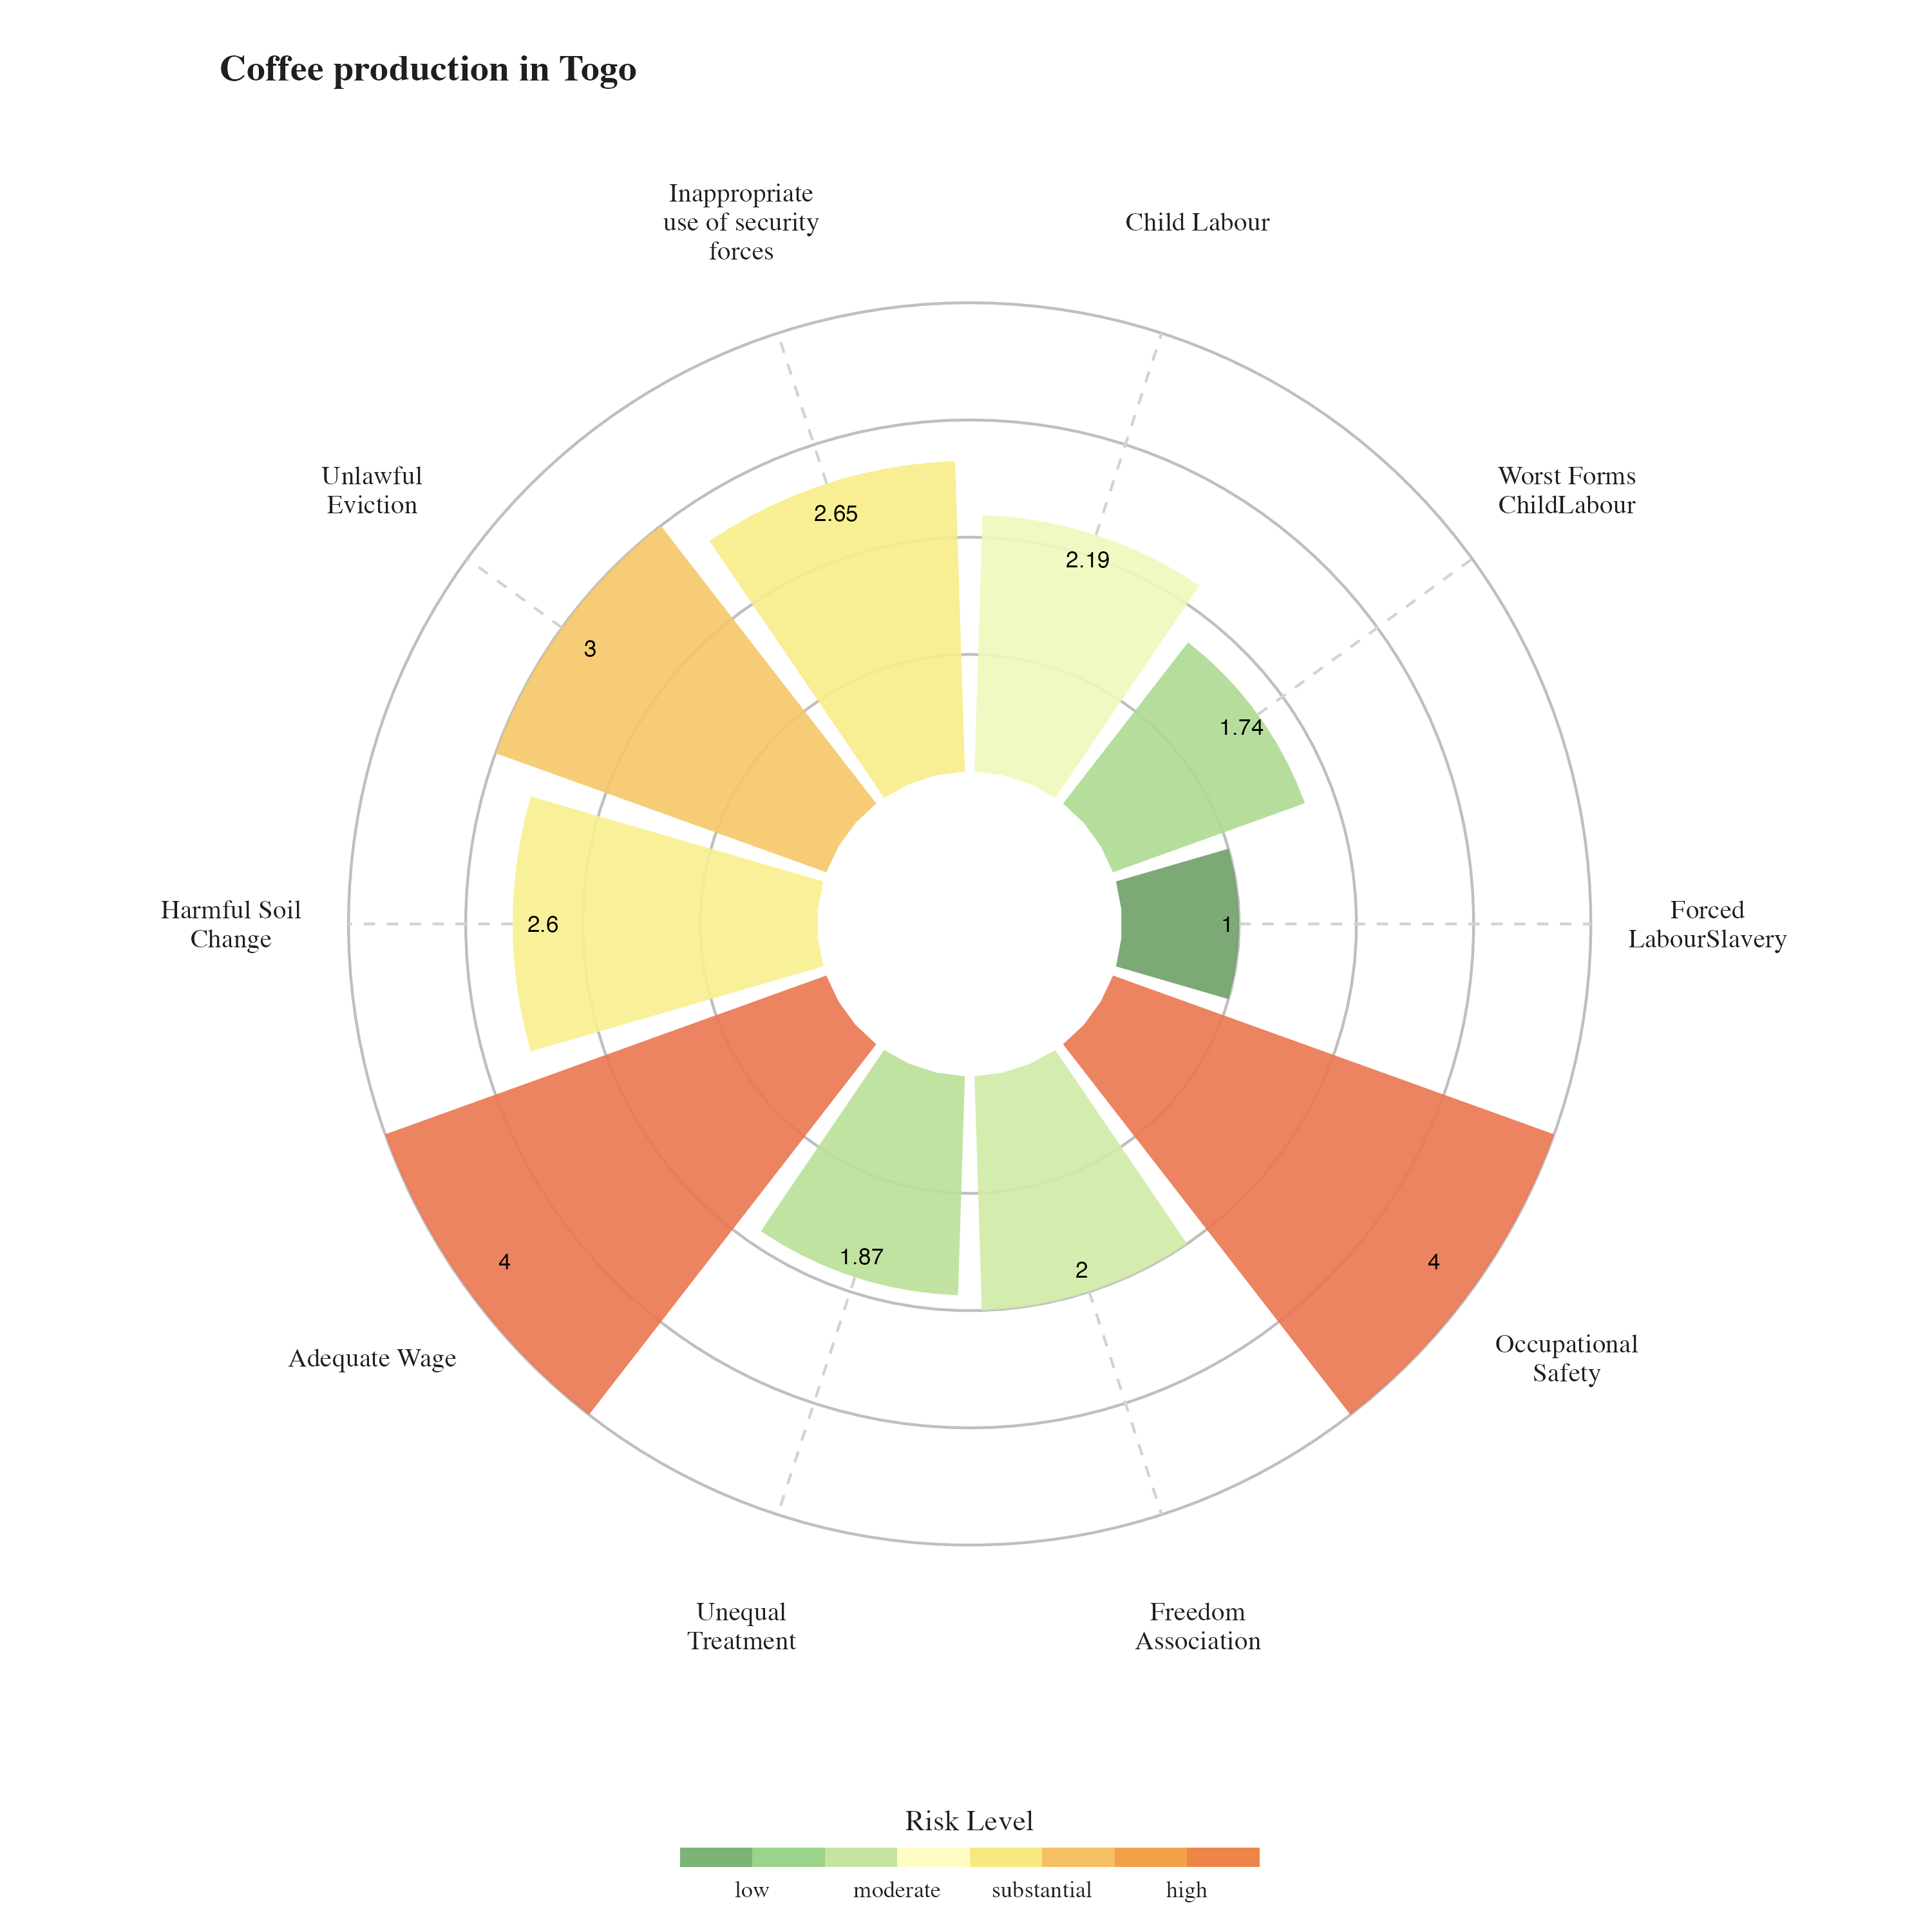 Coffee production in Togo
Inappropriate
use of security
forces
Child Labour
Unlawful
Eviction
Worst Forms
ChildLabour
2.65
2.19
3
1.74
Harmful Soil
Change
2.6
1
Forced
LabourSlavery
4
1.87
2
4
Adequate Wage
Occupational
Safety
Unequal
Treatment
Freedom
Association
Risk Level
low
moderate
substantial
high